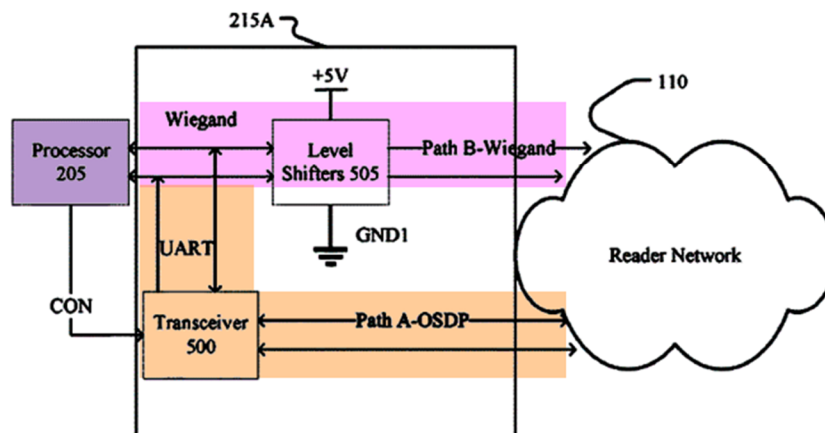 215A
+5V
110
Wiegand
Processor
205
Level
Shifters 505
Path B-Wiegand
GND1
UART
Reader Network
CON
Transceiver
500
Path A-OSDP